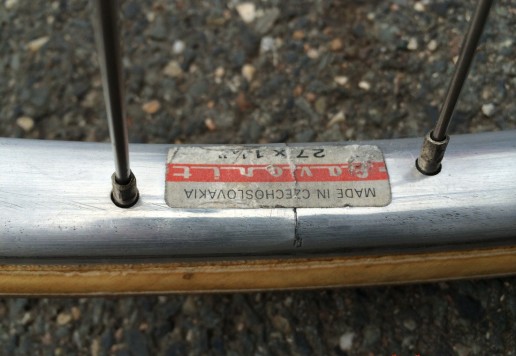 MADE IN CZECHOSLOVAKIA
favorit
27 x 1¼"